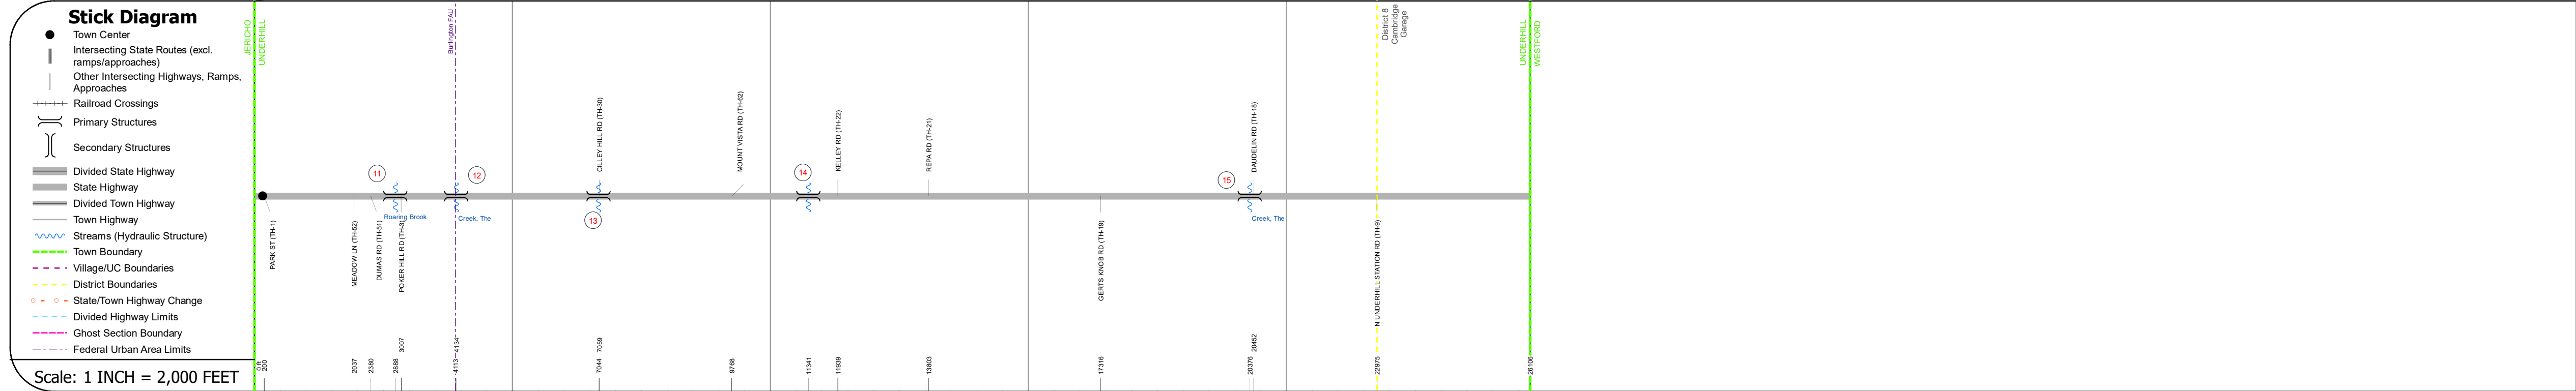 Stick Diagram
Town Center
Intersecting State Routes (excl.
ramps/approaches)
Other Intersecting Highways, Ramps,
Approaches
Railroad Crossings
Primary Structures
Secondary Structures
Divided State Highway
State Highway
Divided Town Highway
Town Highway
Streams (Hydraulic Structure)
Town Boundary
Village/UC Boundaries
District Boundaries
State/Town Highway Change
Divided Highway Limits
Ghost Section Boundary
Federal Urban Area Limits
Scale: 1 INCH = 2,000 FEET
JERICHO
UNDERHILL
Burlington FAU
District 8
Cambridge
Garage
UNDERHILL
WESTFORD
CILLEY HILL RD (TH-30)
MOUNT VISTA RD (TH-62)
KELLEY RD (TH-22)
REPA RD (TH-21)
DAUDELIN RD (TH-18)
11
12
13
14
15
Roaring Brook
Creek, The
Creek, The
PARK ST (TH-1)
MEADOW LN (TH-52)
DUMAS RD (TH-51)
POKER HILL RD (TH-3)
GERTS KNOB RD (TH-19)
N UNDERHILL STATION RD (TH-9)
0 ft
200
2037
2380
2888
3007
4113
4134
7044
7059
9768
11341
11939
13803
17316
20376
20452
22975
26106